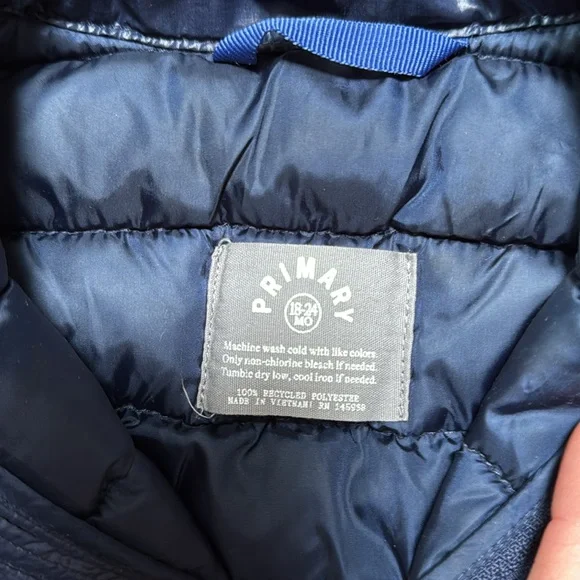 PRIMARY
18-24
MO
Machine wash cold with like colors.
Only non-chlorine bleach if needed.
Tumble dry low, cool iron if needed.
100% RECYCLED POLYESTER
MADE IN VIETNAM| RN 145958